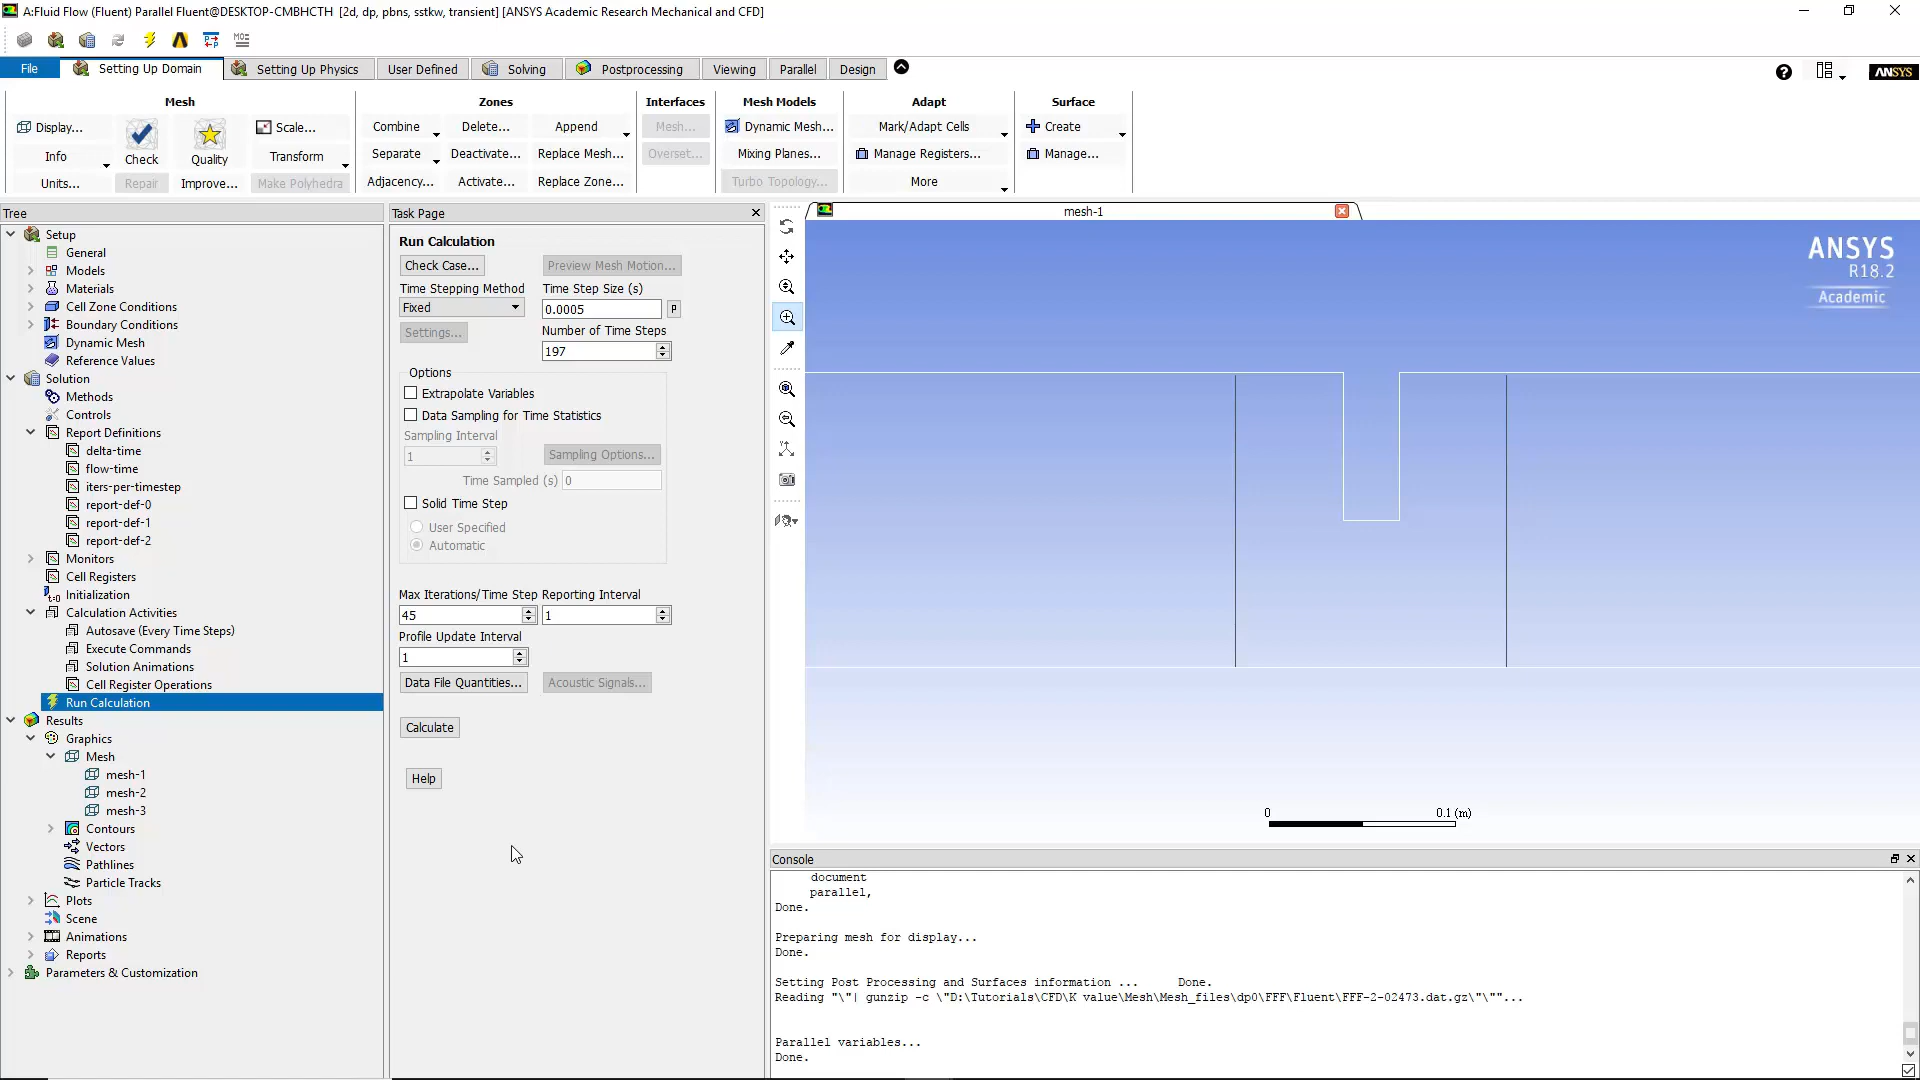 A:Fluid Flow (Fluent) Parallel Fluent@DESKTOP-CMBHCTH [2d, dp, pbns, sstkw, transient] [ANSYS Academic Research Mechanical and CFD]
File Setting Up Domain Setting Up Physics User Defined Solving Postprocessing Viewing Parallel Design
ANSYS
Mesh Zones Interfaces Mesh Models Adapt Surface
Display... Check Quality Scale... Combine Delete... Append Mesh... Dynamic Mesh... Mark/Adapt Cells Create
Info Transform Separate Deactivate... Replace Mesh... Overset... Mixing Planes... Manage Registers... Manage...
Units... Repair Improve... Make Polyhedra Adjacency... Activate... Replace Zone... Turbo Topology... More
Tree
Setup
General
Models
Materials
Cell Zone Conditions
Boundary Conditions
Dynamic Mesh
Reference Values
Solution
Methods
Controls
Report Definitions
delta-time
flow-time
iters-per-timestep
report-def-0
report-def-1
report-def-2
Monitors
Cell Registers
Initialization
Calculation Activities
Autosave (Every Time Steps)
Execute Commands
Solution Animations
Cell Register Operations
Run Calculation
Results
Graphics
Mesh
mesh-1
mesh-2
mesh-3
Contours
Vectors
Pathlines
Particle Tracks
Plots
Scene
Animations
Reports
Parameters & Customization
Task Page
Run Calculation
Check Case... Preview Mesh Motion...
Time Stepping Method Time Step Size (s)
Fixed 0.0005 P
Settings... Number of Time Steps
197
Options
Extrapolate Variables
Data Sampling for Time Statistics
Sampling Interval
1 Sampling Options...
Time Sampled (s) 0
Solid Time Step
User Specified
Automatic
Max Iterations/Time Step Reporting Interval
45 1
Profile Update Interval
1
Data File Quantities... Acoustic Signals...
Calculate
Help
mesh-1
ANSYS
R18.2
Academic
0 0.1 (m)
Console
document
parallel,
Done.
Preparing mesh for display...
Done.
Setting Post Processing and Surfaces information ... Done.
Reading "\"| gunzip -c \"D:\Tutorials\CFD\K value\Mesh\Mesh_files\dp0\FFF\Fluent\FFF-2-02473.dat.gz\"\""...
Parallel variables...
Done.